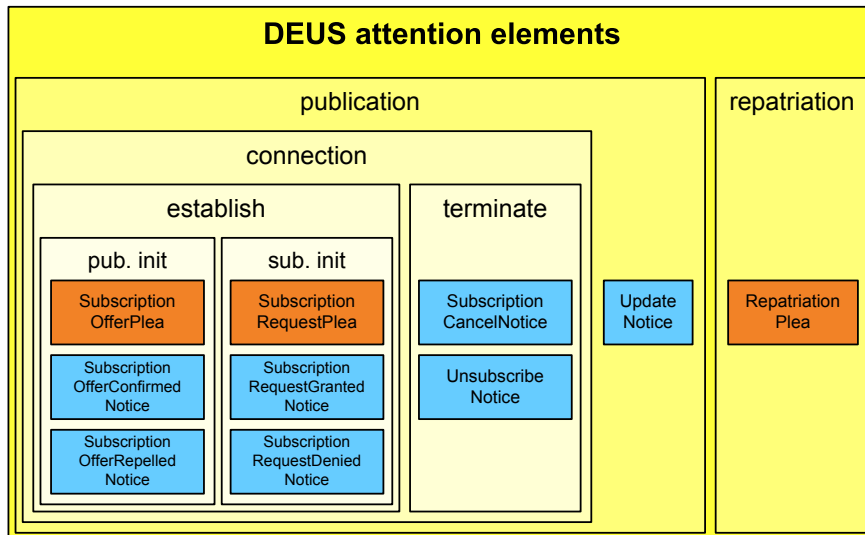 DEUS attention elements
publication
repatriation
connection
establish
terminate
pub. init
sub. init
Subscription
OfferPlea
Subscription
RequestPlea
Subscription
CancelNotice
Update
Notice
Repatriation
Plea
Subscription
OfferConfirmed
Notice
Subscription
RequestGranted
Notice
Unsubscribe
Notice
Subscription
OfferRepelled
Notice
Subscription
RequestDenied
Notice